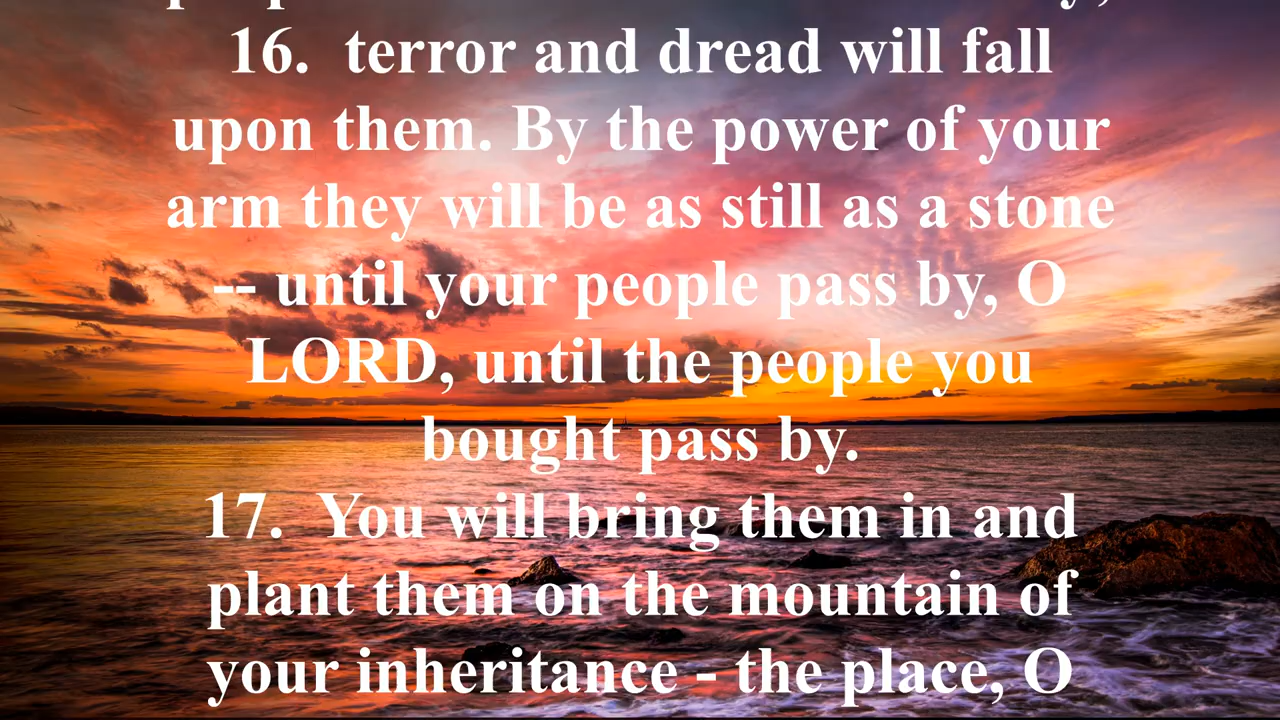 16. terror and dread will fall
upon them. By the power of your
arm they will be as still as a stone
-- until your people pass by, O
LORD, until the people you
bought pass by.
17. You will bring them in and
plant them on the mountain of
your inheritance - the place, O